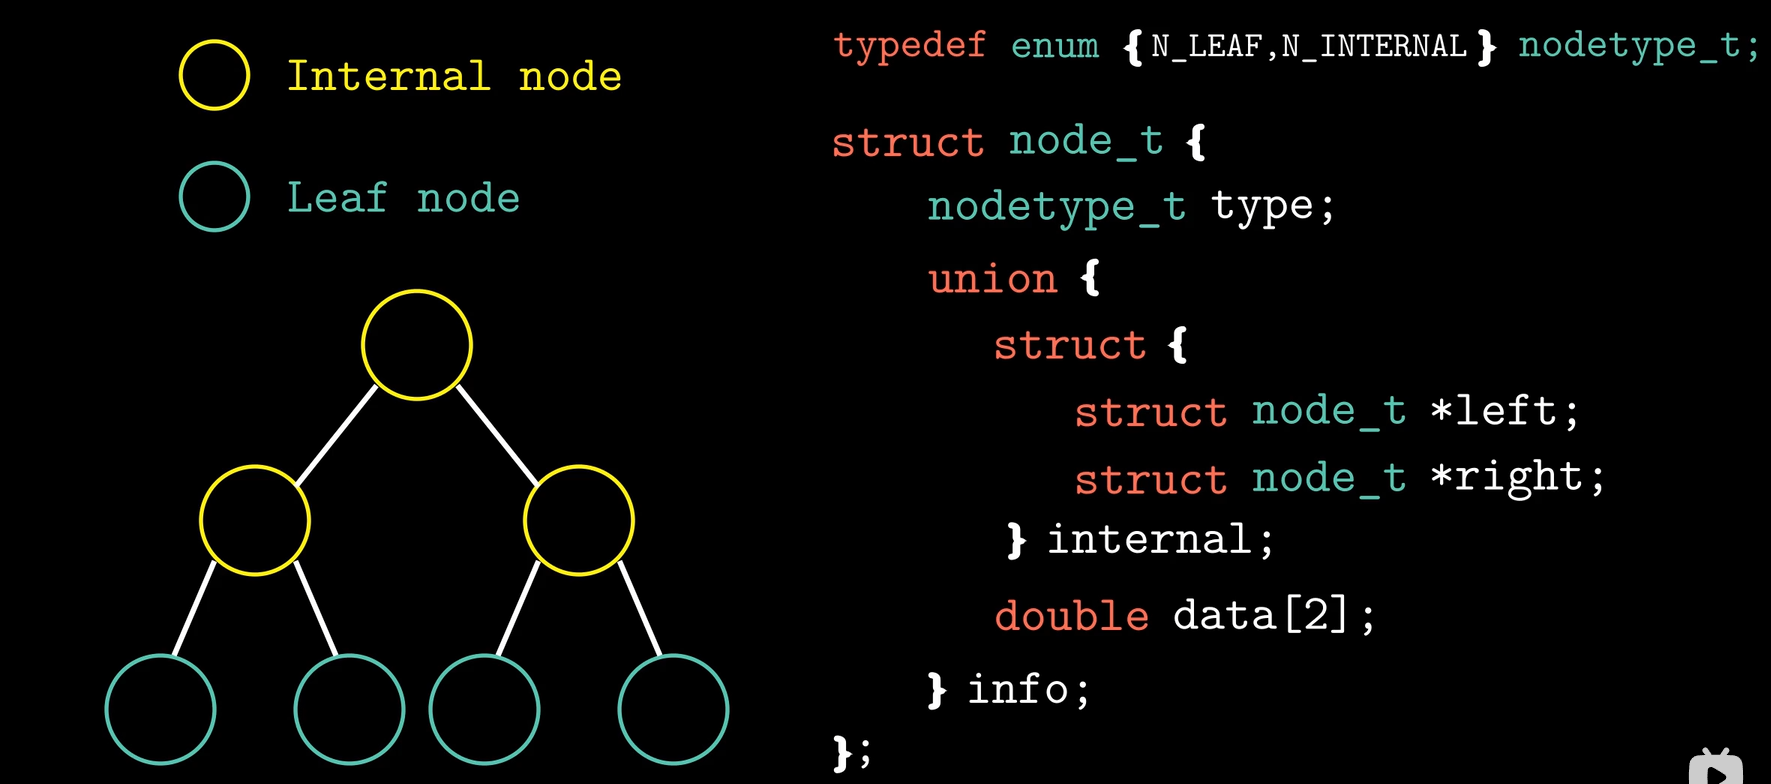 Internal node
Leaf node
typedef enum {N_LEAF,N_INTERNAL} nodetype_t;
struct node_t {
nodetype_t type;
union {
struct {
struct node_t *left;
struct node_t *right;
} internal;
double data[2];
} info;
};